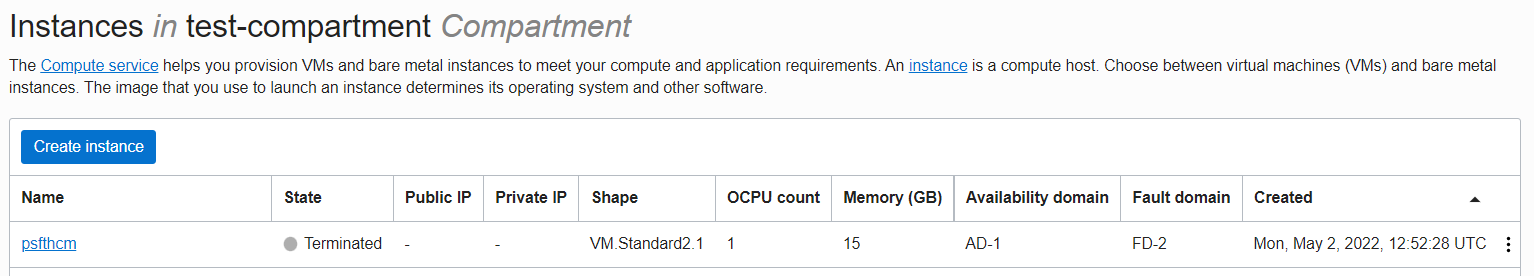 Instances in test-compartment Compartment
The Compute service helps you provision VMs and bare metal instances to meet your compute and application requirements. An instance is a compute host. Choose between virtual machines (VMs) and bare metal
instances. The image that you use to launch an instance determines its operating system and other software.
Create instance
Name State Public IP Private IP Shape OCPU count Memory (GB) Availability domain Fault domain Created
psfthcm Terminated - - VM.Standard2.1 1 15 AD-1 FD-2 Mon, May 2, 2022, 12:52:28 UTC